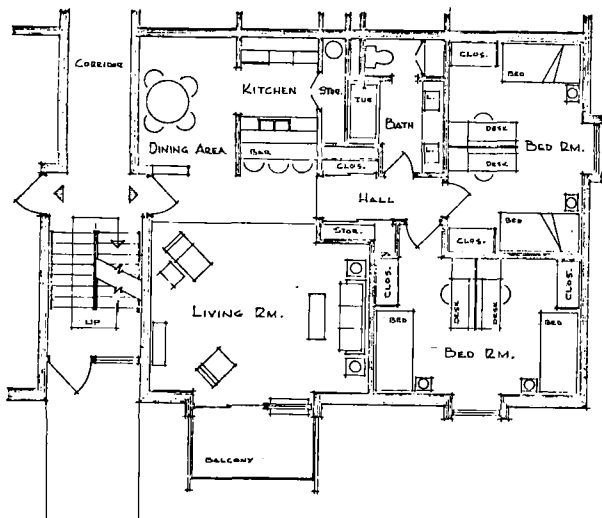 CORRIDOR
CLOS.
BED
KITCHEN
STOR.
TUB
L.
BATH
DESK
DINING AREA
BAR
L.
DESK
BED RM.
CLOS.
HALL
BED
STOR.
CLOS.
CLOS.
CLOS.
LIVING RM.
DESK
DESK
UP
BED
BED
BED RM.
BALCONY